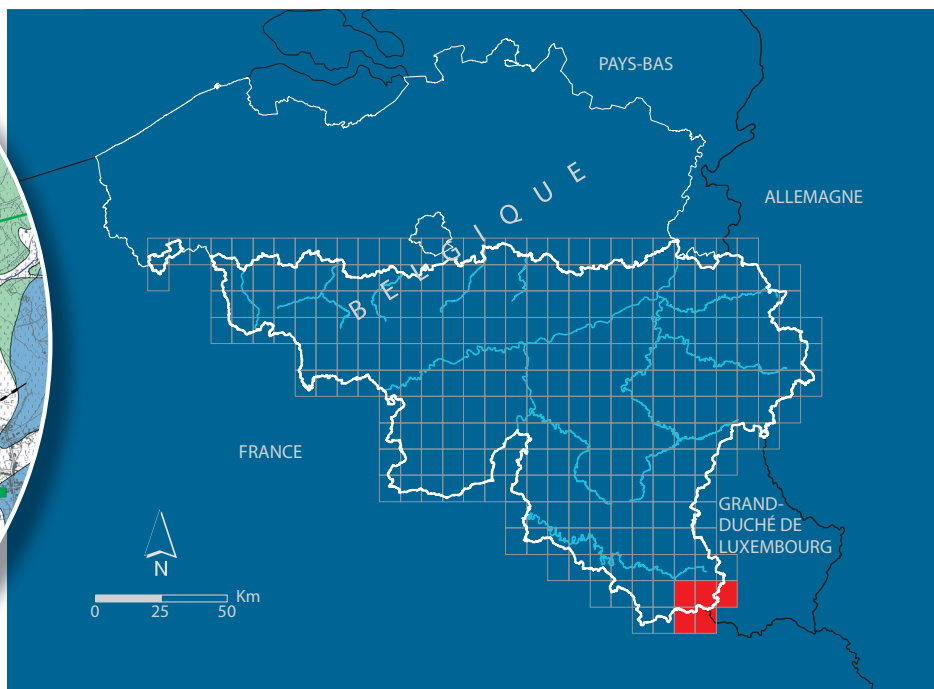 PAYS-BAS
ALLEMAGNE
BELGIQUE
FRANCE
GRAND-
DUCHÉ DE
LUXEMBOURG
N
Km
0 25 50